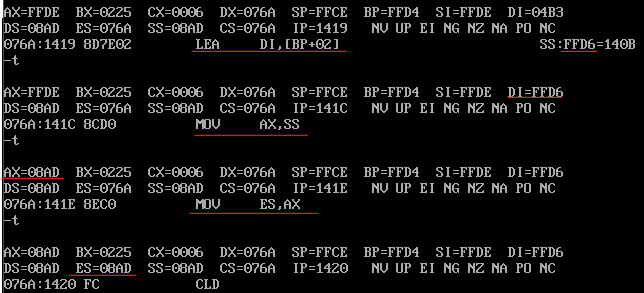 AX=FFDE BX=0225 CX=0006 DX=076A SP=FFCE BP=FFD4 SI=FFDE DI=04B3
DS=08AD ES=076A SS=08AD CS=076A IP=1419 NV UP EI NG NZ NA PO NC
076A:1419 8D7E02 LEA DI,[BP+02] SS:FFD6=140B
-t
AX=FFDE BX=0225 CX=0006 DX=076A SP=FFCE BP=FFD4 SI=FFDE DI=FFD6
DS=08AD ES=076A SS=08AD CS=076A IP=141C NV UP EI NG NZ NA PO NC
076A:141C 8CD0 MOV AX,SS
-t
AX=08AD BX=0225 CX=0006 DX=076A SP=FFCE BP=FFD4 SI=FFDE DI=FFD6
DS=08AD ES=076A SS=08AD CS=076A IP=141E NV UP EI NG NZ NA PO NC
076A:141E 8EC0 MOV ES,AX
-t
AX=08AD BX=0225 CX=0006 DX=076A SP=FFCE BP=FFD4 SI=FFDE DI=FFD6
DS=08AD ES=08AD SS=08AD CS=076A IP=1420 NV UP EI NG NZ NA PO NC
076A:1420 FC CLD